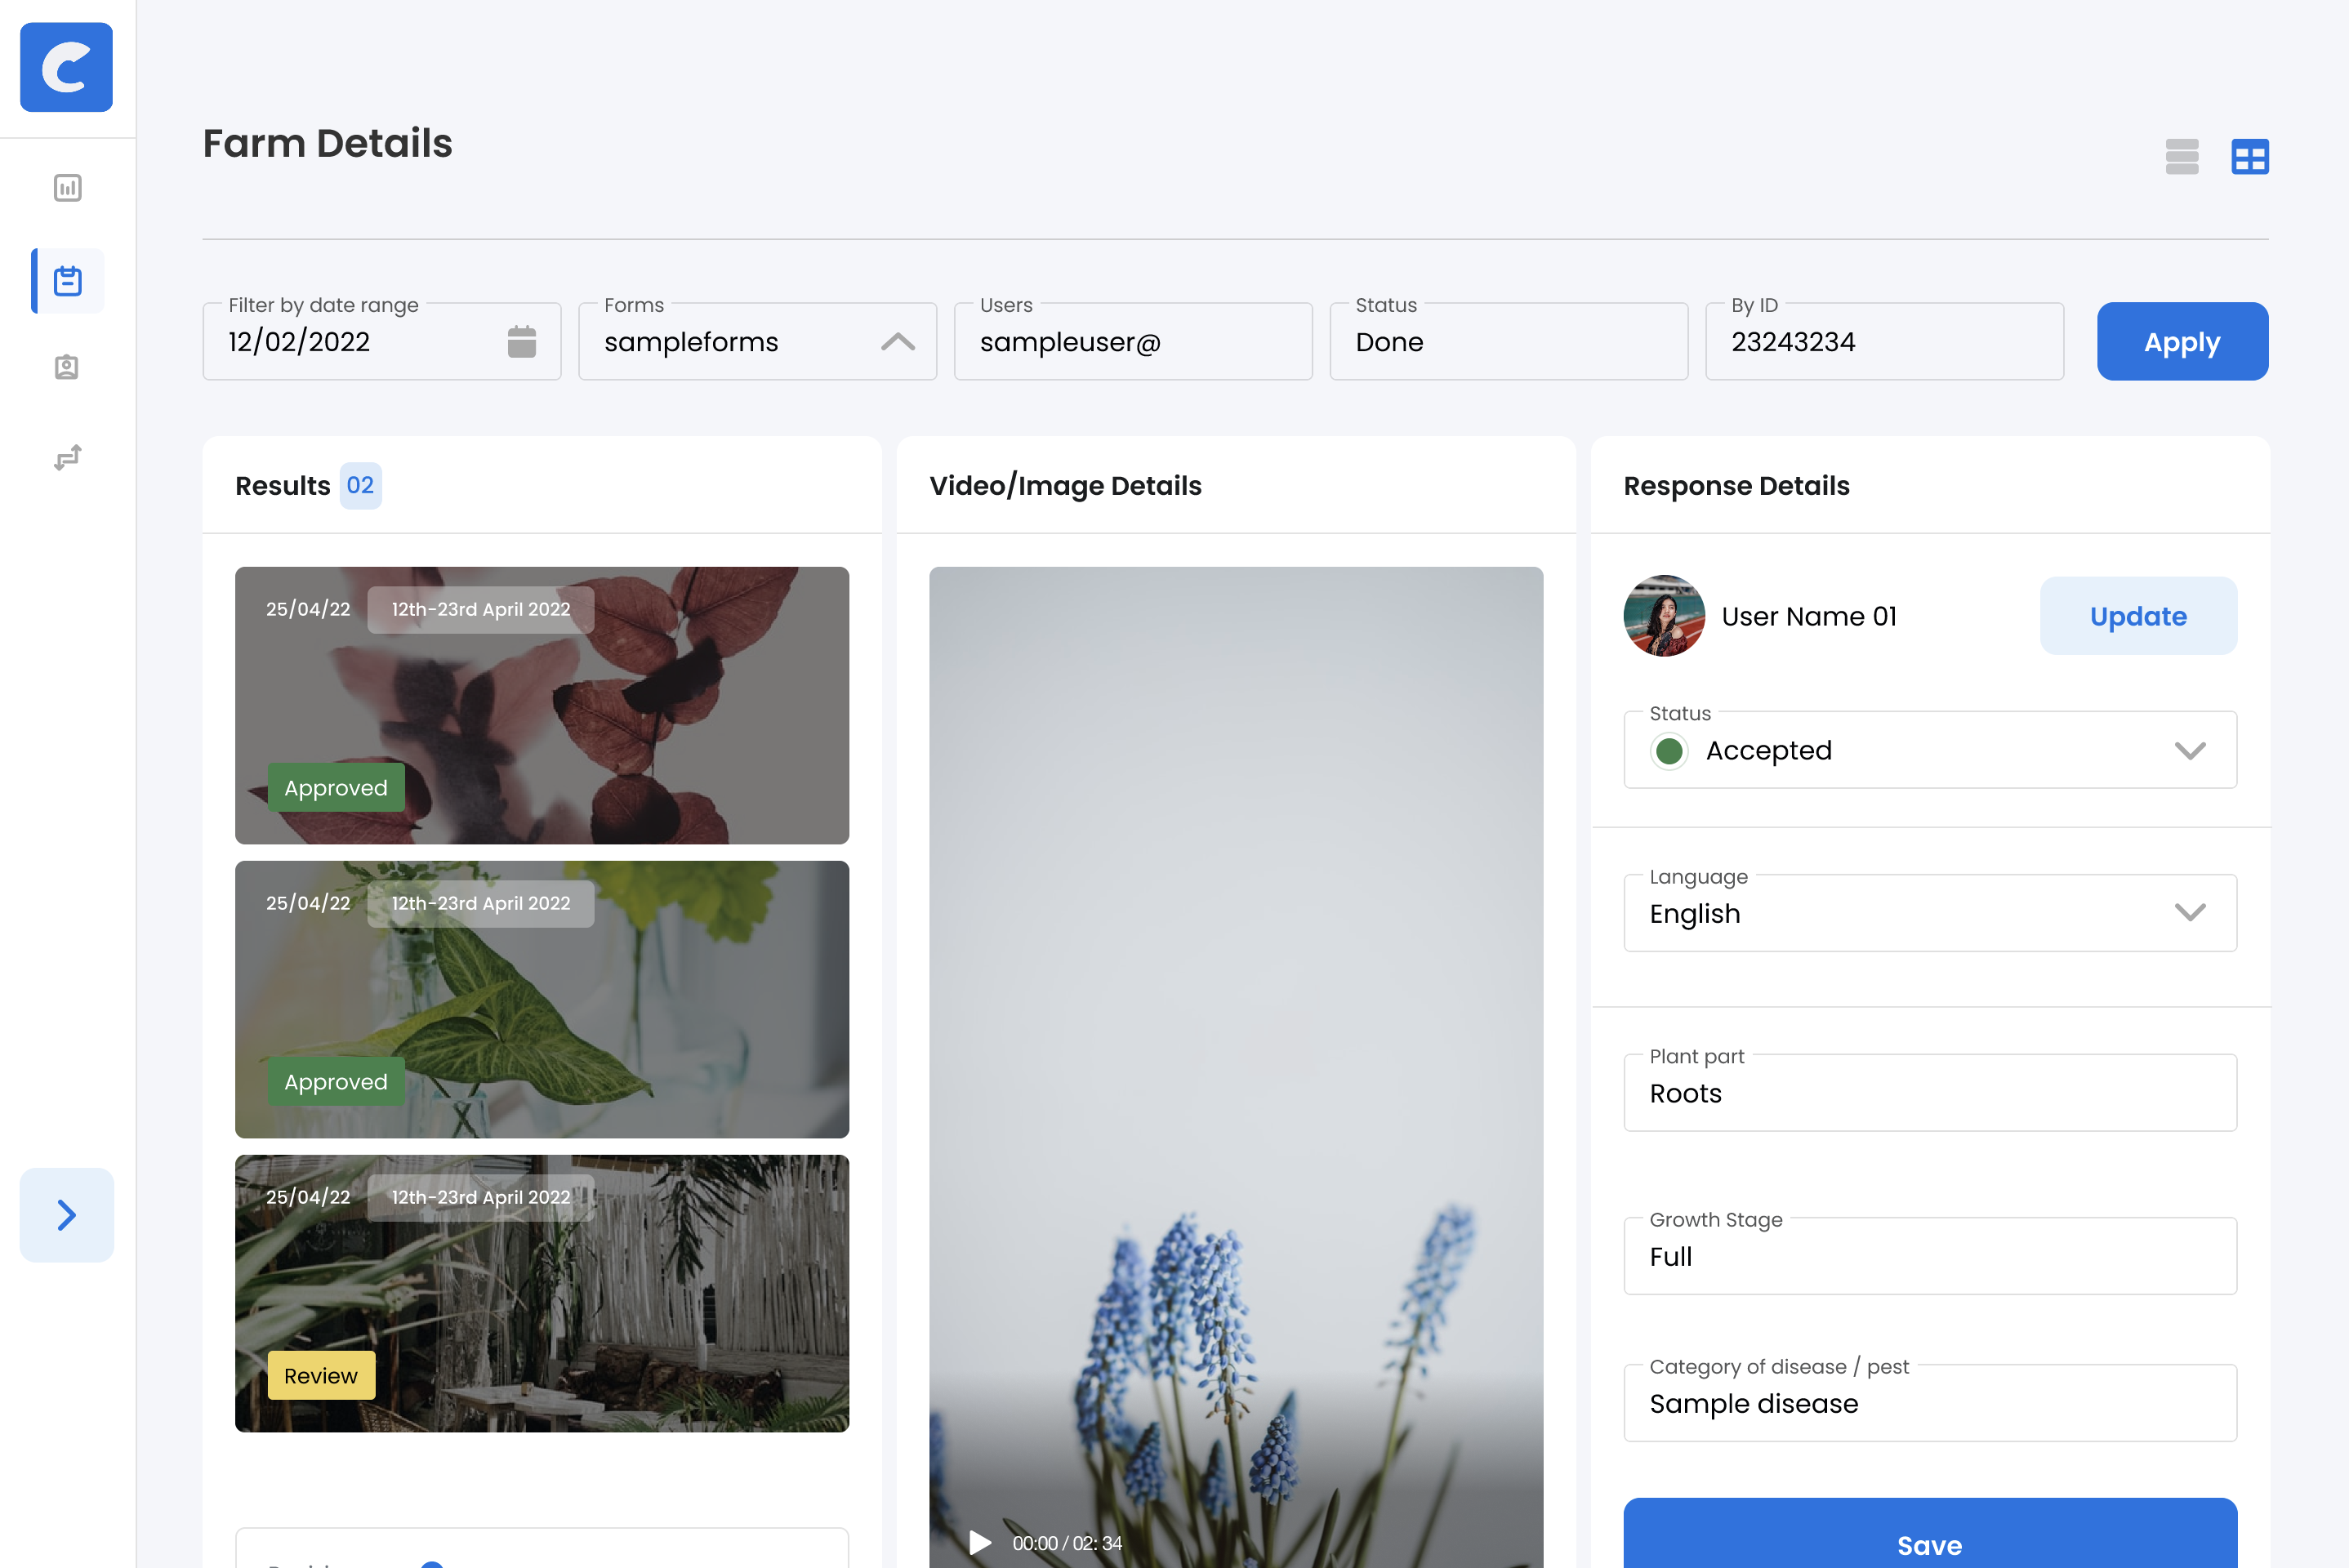 Farm Details
Filter by date range
12/02/2022
Forms
sampleforms
Users
sampleuser@
Status
Done
By ID
23243234
Apply
Results 02
25/04/22 12th-23rd April 2022
Approved
25/04/22 12th-23rd April 2022
Approved
25/04/22 12th-23rd April 2022
Review
Video/Image Details
00:00 / 02: 34
Response Details
User Name 01
Update
Status
Accepted
Language
English
Plant part
Roots
Growth Stage
Full
Category of disease / pest
Sample disease
Save